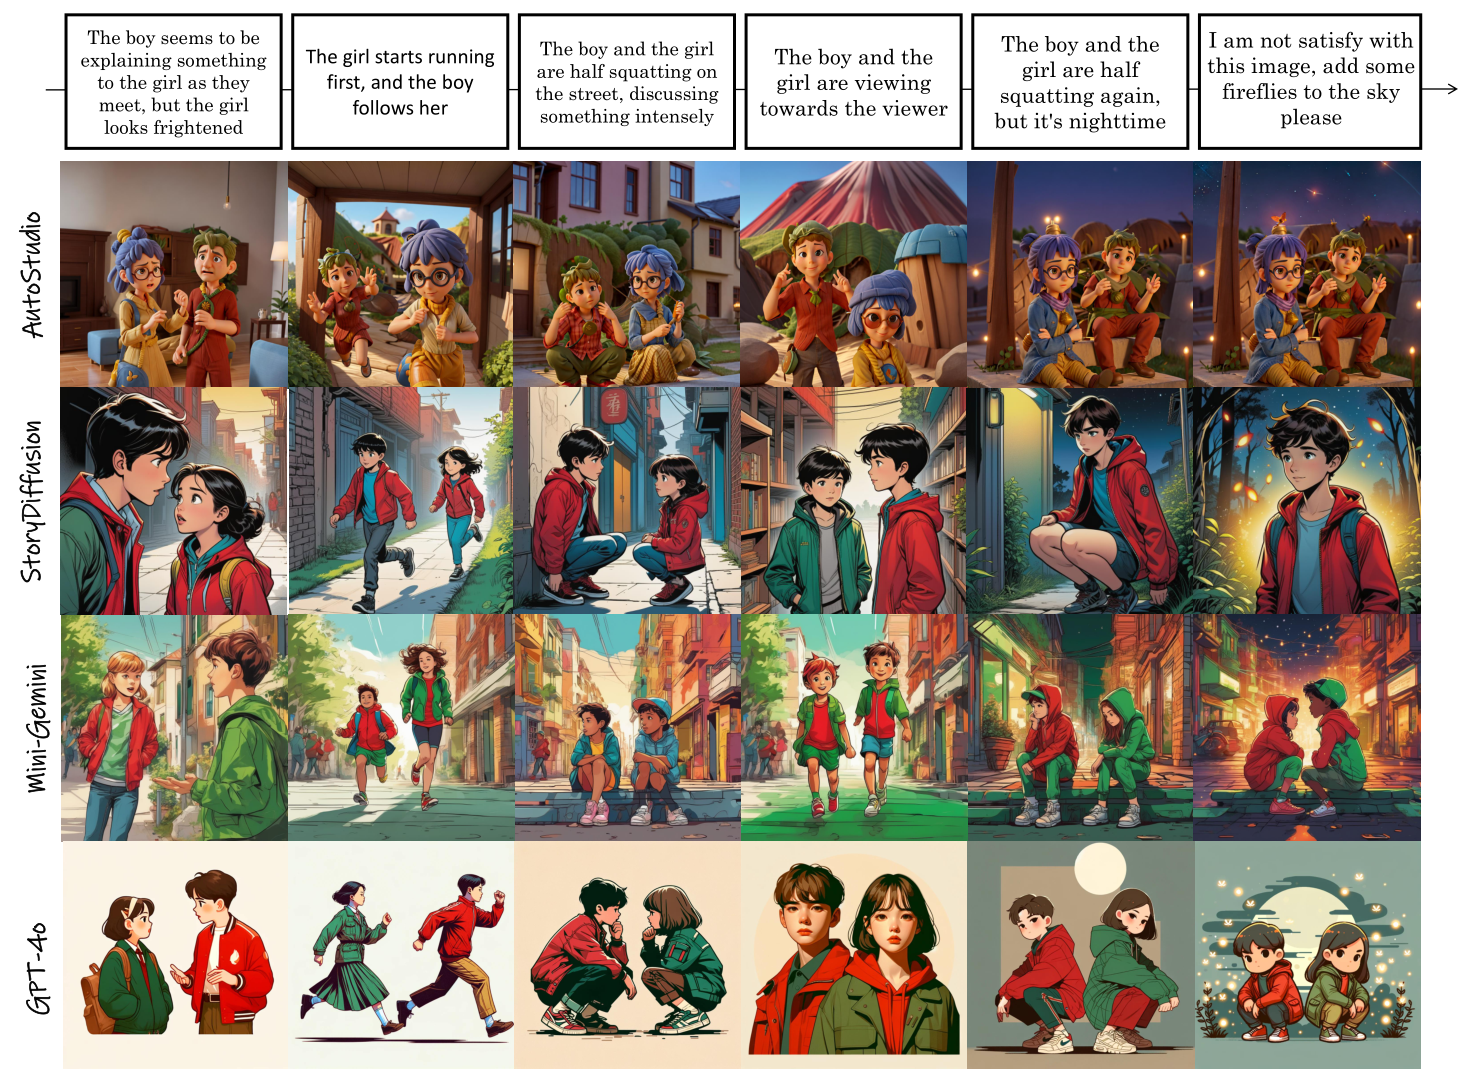 The boy seems to be
explaining something
to the girl as they
meet, but the girl
looks frightened
The girl starts running
first, and the boy
follows her
The boy and the girl
are half squatting on
the street, discussing
something intensely
The boy and the
girl are viewing
towards the viewer
The boy and the
girl are half
squatting again,
but it's nighttime
I am not satisfy with
this image, add some
fireflies to the sky
please
AutoStudio
StoryDiffusion
Mini-Gemini
GPT-4o